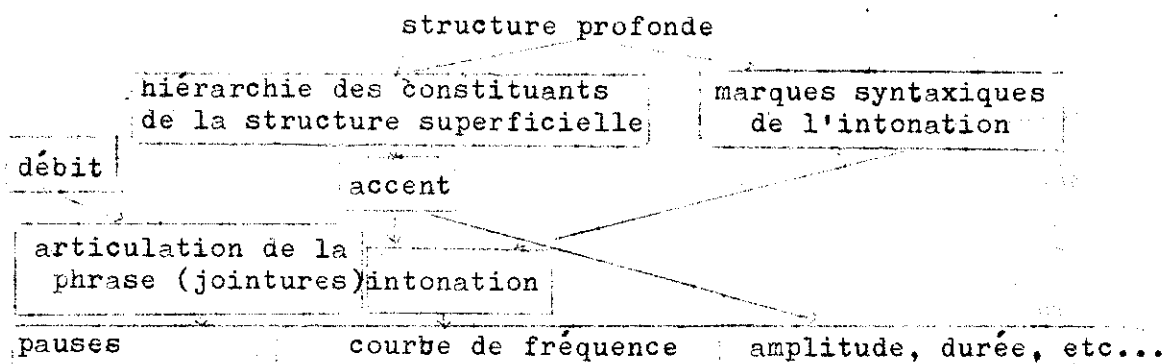 structure profonde
hiérarchie des constituants
de la structure superficielle
marques syntaxiques
de l'intonation
débit
accent
articulation de la
phrase (jointures)
intonation
pauses
courbe de fréquence
amplitude, durée, etc...